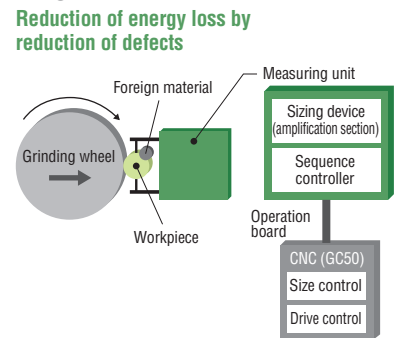 Reduction of energy loss by
reduction of defects
Measuring unit
Foreign material
Sizing device
(amplification section)
Grinding wheel
Sequence
controller
Workpiece
Operation
board
CNC (GC50)
Size control
Drive control